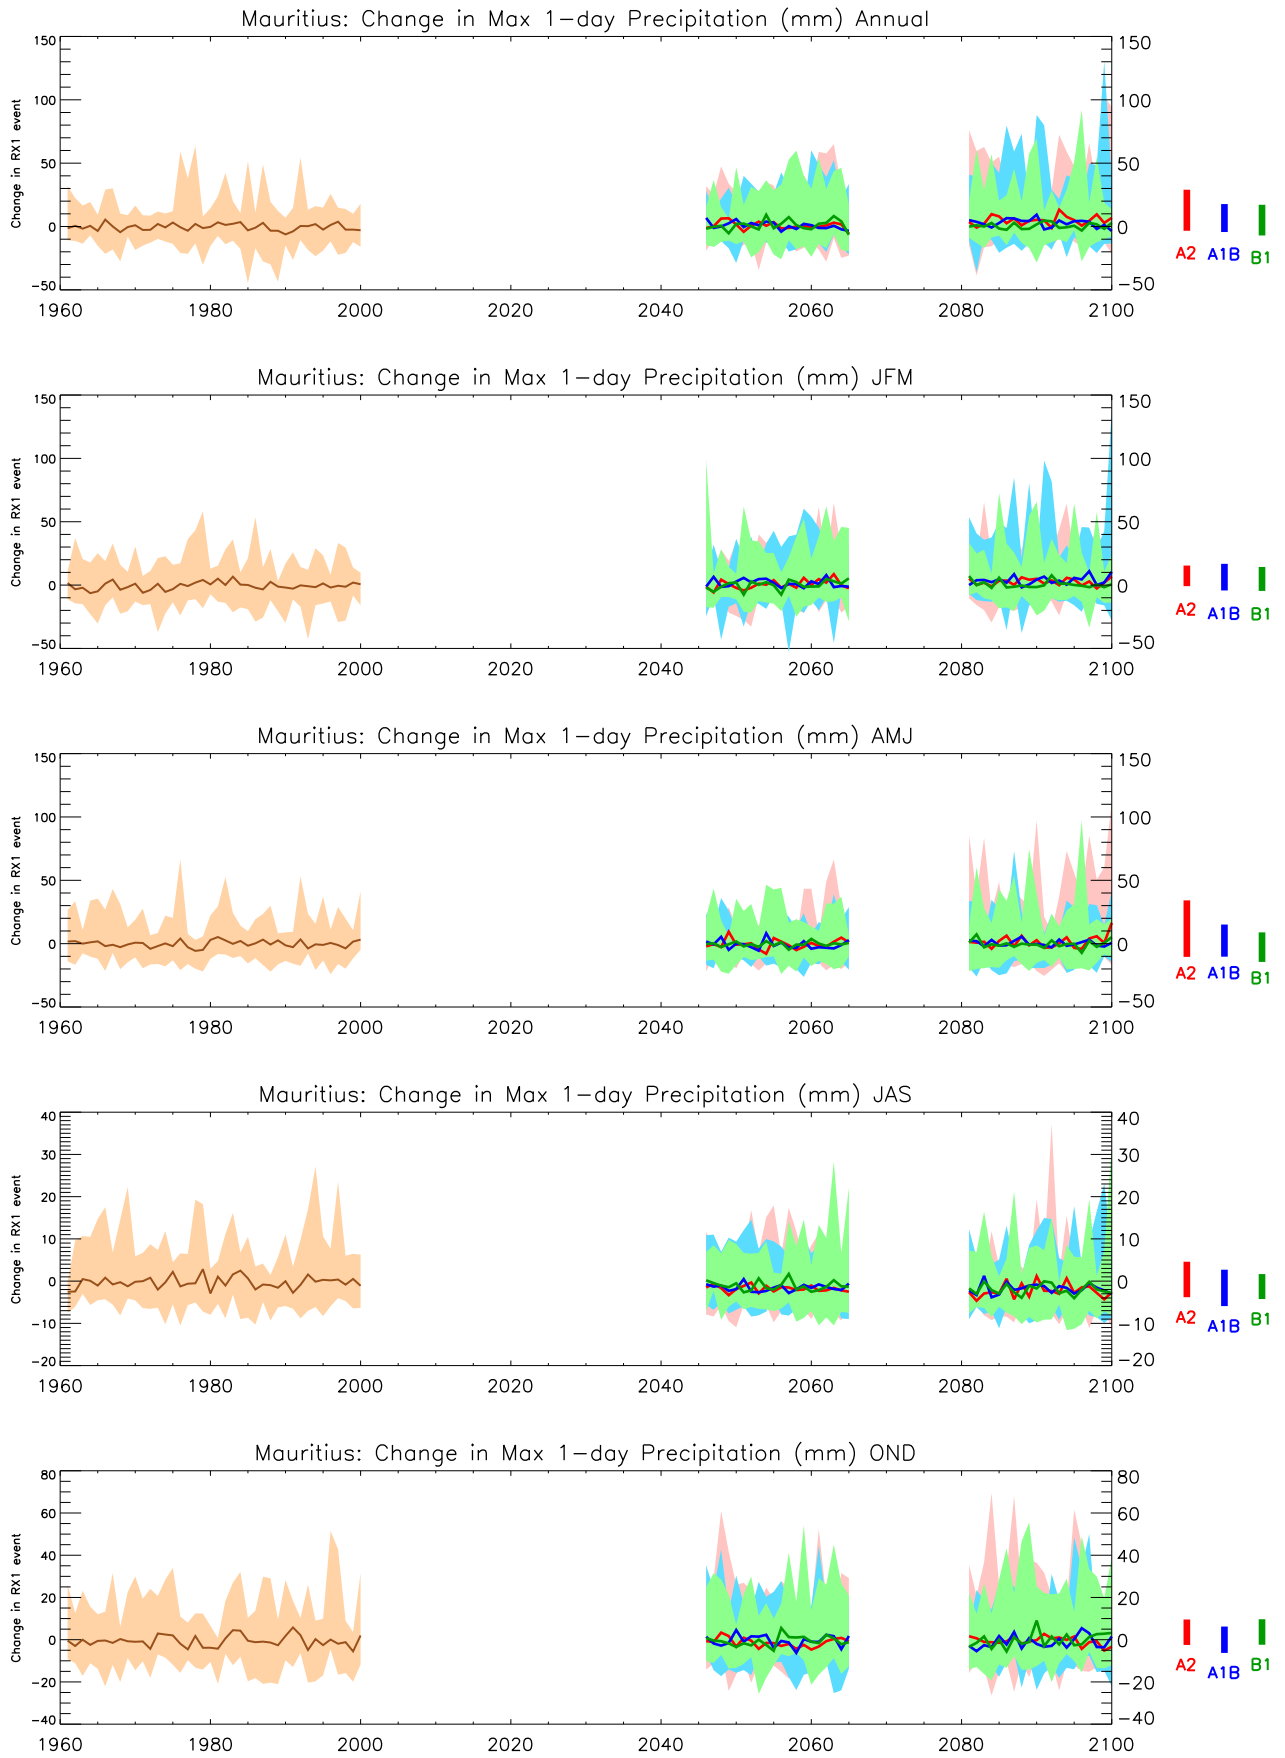 Mauritius: Change in Max 1-day Precipitation (mm) Annual
150 150
100 100
50 50
0 0
-50 -50
Change in RX1 event
1960 1980 2000 2020 2040 2060 2080 2100
A2 A1B B1
Mauritius: Change in Max 1-day Precipitation (mm) JFM
150 150
100 100
50 50
0 0
-50 -50
Change in RX1 event
1960 1980 2000 2020 2040 2060 2080 2100
A2 A1B B1
Mauritius: Change in Max 1-day Precipitation (mm) AMJ
150 150
100 100
50 50
0 0
-50 -50
Change in RX1 event
1960 1980 2000 2020 2040 2060 2080 2100
A2 A1B B1
Mauritius: Change in Max 1-day Precipitation (mm) JAS
40 40
30 30
20 20
10 10
0 0
-10 -10
-20 -20
Change in RX1 event
1960 1980 2000 2020 2040 2060 2080 2100
A2 A1B B1
Mauritius: Change in Max 1-day Precipitation (mm) OND
80 80
60 60
40 40
20 20
0 0
-20 -20
-40 -40
Change in RX1 event
1960 1980 2000 2020 2040 2060 2080 2100
A2 A1B B1